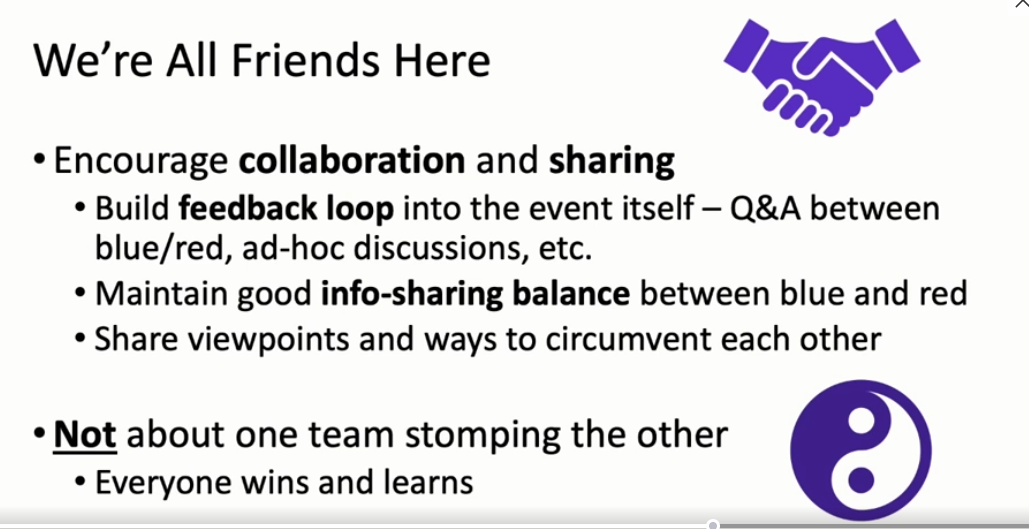 We're All Friends Here
• Encourage collaboration and sharing
• Build feedback loop into the event itself – Q&A between
blue/red, ad-hoc discussions, etc.
• Maintain good info-sharing balance between blue and red
• Share viewpoints and ways to circumvent each other
• Not about one team stomping the other
• Everyone wins and learns